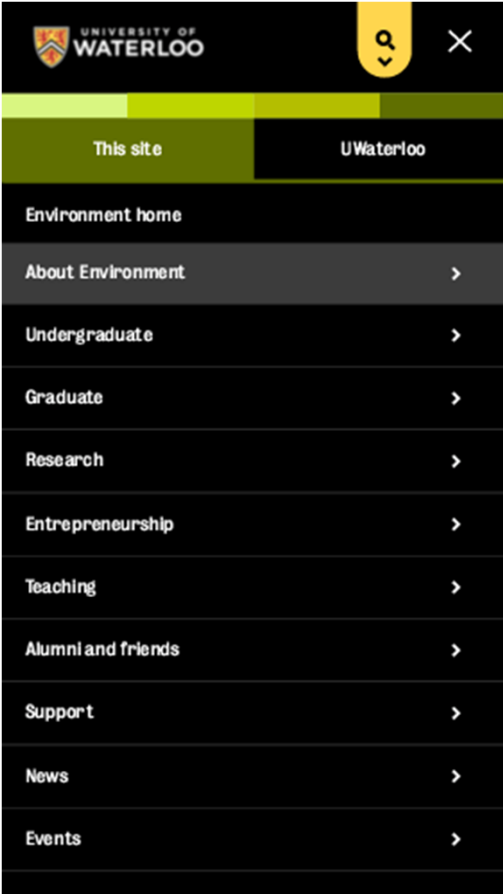 UNIVERSITY OF
WATERLOO
This site
UWaterloo
Environment home
About Environment
Undergraduate
Graduate
Research
Entrepreneurship
Teaching
Alumni and friends
Support
News
Events